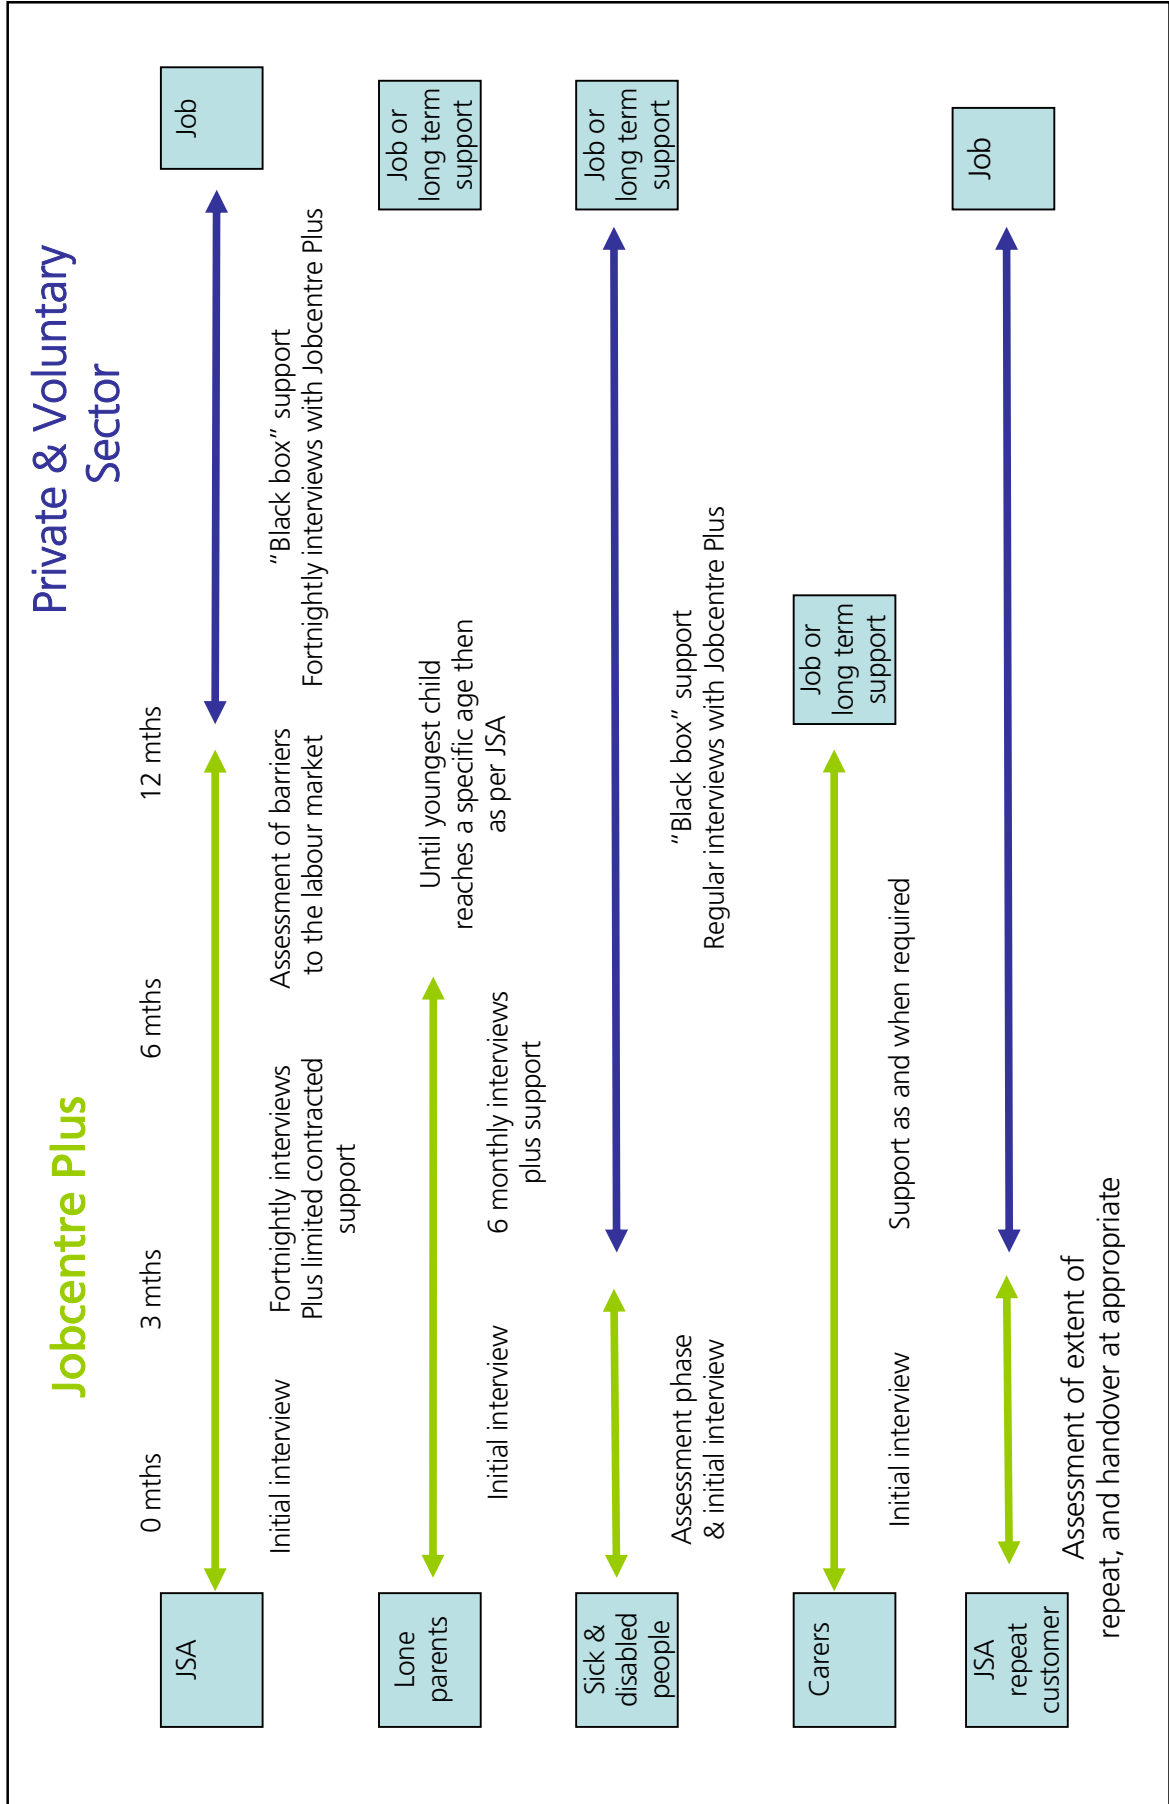 Jobcentre Plus
Private & Voluntary
Sector
0 mths
3 mths
6 mths
12 mths
JSA
Job
Initial interview
Fortnightly interviews
Plus limited contracted
support
Assessment of barriers
to the labour market
"Black box" support
Fortnightly interviews with Jobcentre Plus
Lone
parents
Job or
long term
support
Initial interview
6 monthly interviews
plus support
Until youngest child
reaches a specific age then
as per JSA
Sick &
disabled
people
Job or
long term
support
Assessment phase
& initial interview
"Black box" support
Regular interviews with Jobcentre Plus
Carers
Job or
long term
support
Initial interview
Support as and when required
JSA
repeat
customer
Job
Assessment of extent of
repeat, and handover at appropriate